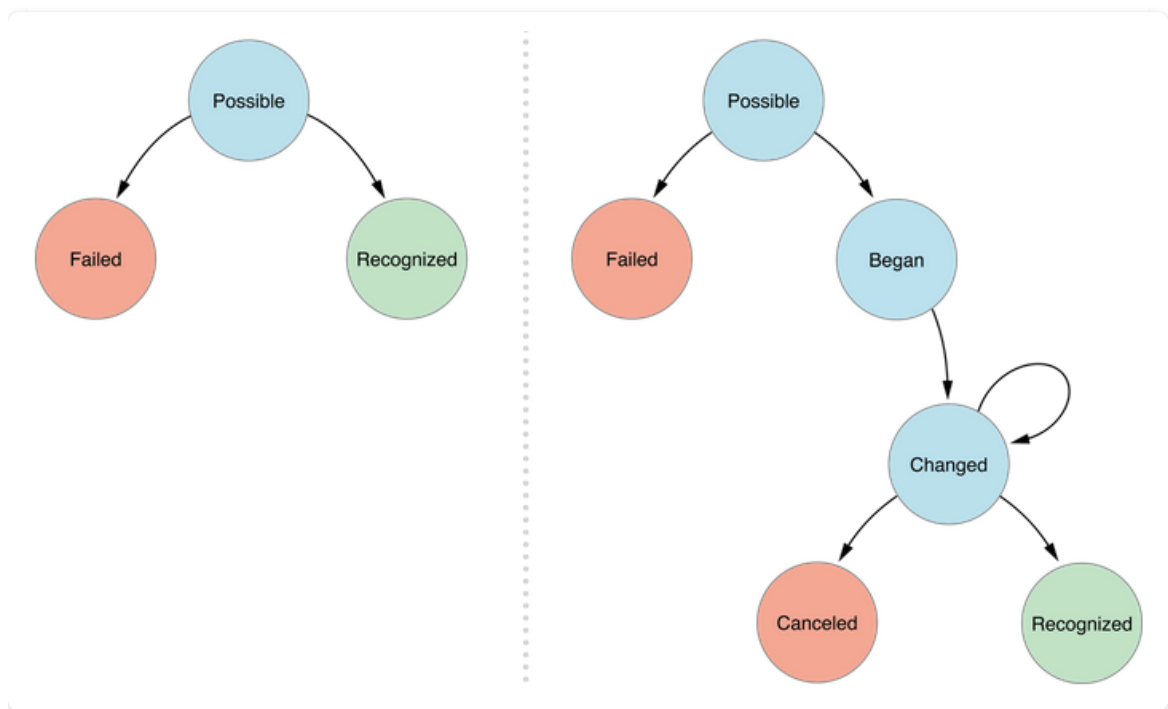 Possible
Failed
Recognized
Possible
Failed
Began
Changed
Canceled
Recognized